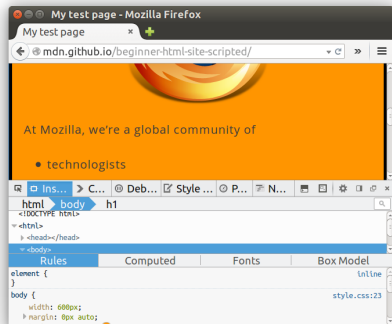 My test page - Mozilla Firefox
My test page
mdn.github.io/beginner-html-site-scripted/
At Mozilla, we're a global community of
technologists
Ins... C... Deb... Style ... P... N...
html body h1
<!DOCTYPE html>
<html>
<head></head>
<body>
Rules Computed Fonts Box Model
element { inline
}
body { style.css:23
width: 600px;
margin: 0px auto;